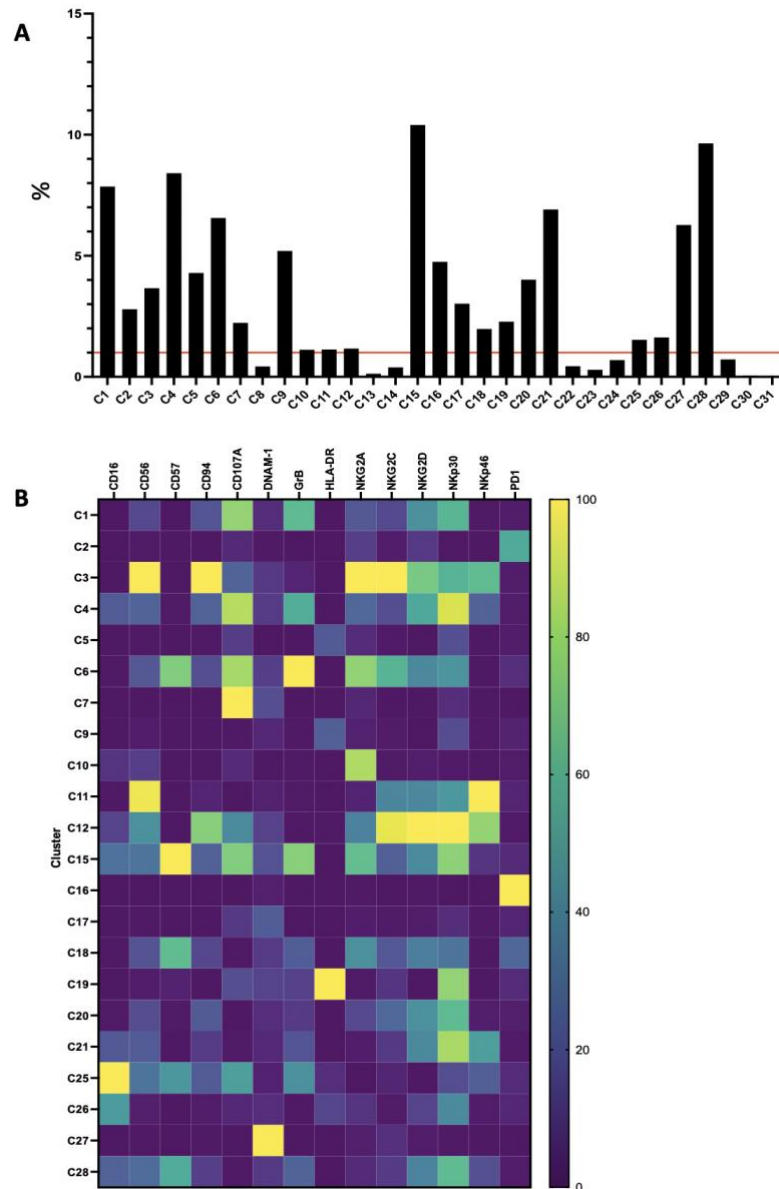 A
15
10
5
0
%
C1 C2 C3 C4 C5 C6 C7 C8 C9 C10 C11 C12 C13 C14 C15 C16 C17 C18 C19 C20 C21 C22 C23 C24 C25 C26 C27 C28 C29 C30 C31
B
CD16 CD56 CD57 CD94 CD107A DNAM-1 GrB HLA-DR NKG2A NKG2C NKG2D NKp30 NKp46 PD1
Cluster
C1
C2
C3
C4
C5
C6
C7
C9
C10
C11
C12
C15
C16
C17
C18
C19
C20
C21
C25
C26
C27
C28
100
80
60
40
20
0